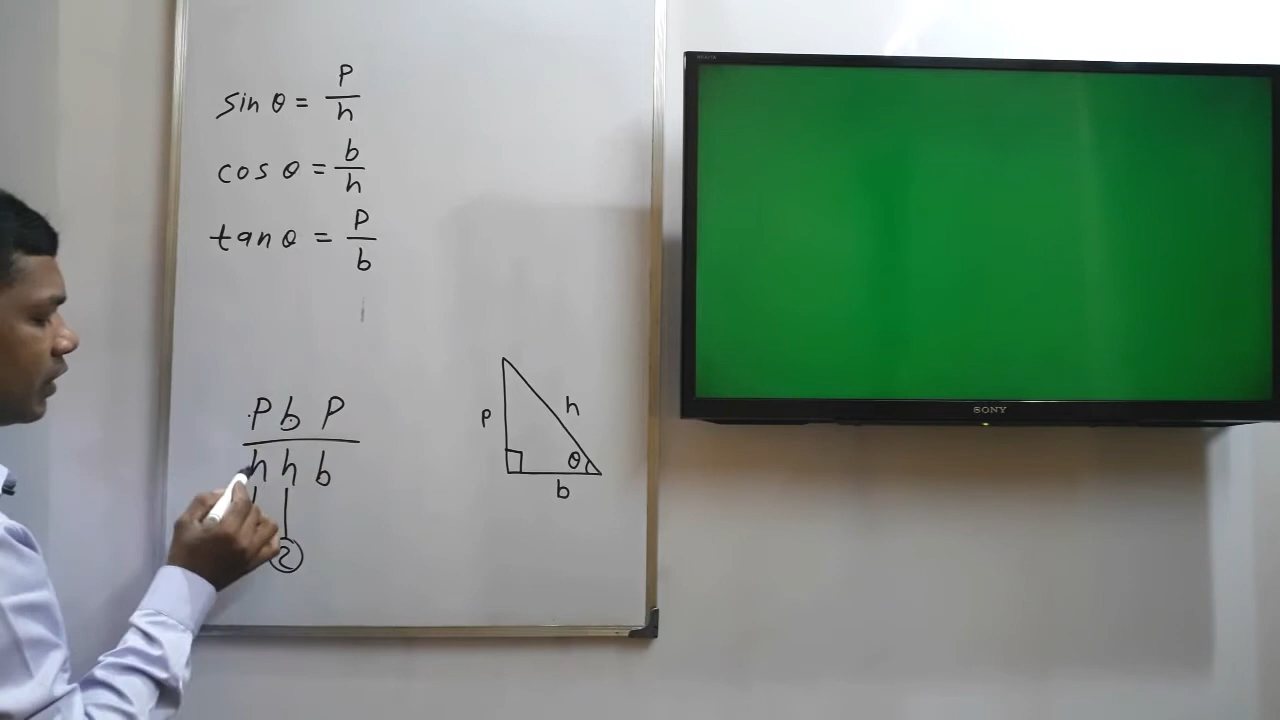 sin θ = P/h
cos θ = b/h
tan θ = P/b
P b P
h h b
2
P
h
θ
b
SONY